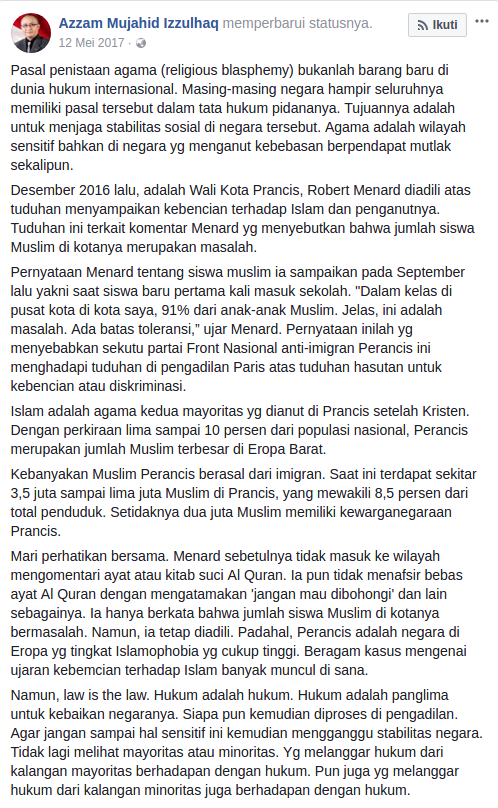 Azzam Mujahid Izzulhaq memperbarui statusnya.
12 Mei 2017 ·
Ikuti
Pasal penistaan agama (religious blasphemy) bukanlah barang baru di
dunia hukum internasional. Masing-masing negara hampir seluruhnya
memiliki pasal tersebut dalam tata hukum pidananya. Tujuannya adalah
untuk menjaga stabilitas sosial di negara tersebut. Agama adalah wilayah
sensitif bahkan di negara yg menganut kebebasan berpendapat mutlak
sekalipun.
Desember 2016 lalu, adalah Wali Kota Prancis, Robert Menard diadili atas
tuduhan menyampaikan kebencian terhadap Islam dan penganutnya.
Tuduhan ini terkait komentar Menard yg menyebutkan bahwa jumlah siswa
Muslim di kotanya merupakan masalah.
Pernyataan Menard tentang siswa muslim ia sampaikan pada September
lalu yakni saat siswa baru pertama kali masuk sekolah. "Dalam kelas di
pusat kota di kota saya, 91% dari anak-anak Muslim. Jelas, ini adalah
masalah. Ada batas toleransi,” ujar Menard. Pernyataan inilah yg
menyebabkan sekutu partai Front Nasional anti-imigran Perancis ini
menghadapi tuduhan di pengadilan Paris atas tuduhan hasutan untuk
kebencian atau diskriminasi.
Islam adalah agama kedua mayoritas yg dianut di Prancis setelah Kristen.
Dengan perkiraan lima sampai 10 persen dari populasi nasional, Perancis
merupakan jumlah Muslim terbesar di Eropa Barat.
Kebanyakan Muslim Perancis berasal dari imigran. Saat ini terdapat sekitar
3,5 juta sampai lima juta Muslim di Prancis, yang mewakili 8,5 persen dari
total penduduk. Setidaknya dua juta Muslim memiliki kewarganegaraan
Prancis.
Mari perhatikan bersama. Menard sebetulnya tidak masuk ke wilayah
mengomentari ayat atau kitab suci Al Quran. Ia pun tidak menafsir bebas
ayat Al Quran dengan mengatamakan 'jangan mau dibohongi' dan lain
sebagainya. Ia hanya berkata bahwa jumlah siswa Muslim di kotanya
bermasalah. Namun, ia tetap diadili. Padahal, Perancis adalah negara di
Eropa yg tingkat Islamophobia yg cukup tinggi. Beragam kasus mengenai
ujaran kebemcian terhadap Islam banyak muncul di sana.
Namun, law is the law. Hukum adalah hukum. Hukum adalah panglima
untuk kebaikan negaranya. Siapa pun kemudian diproses di pengadilan.
Agar jangan sampai hal sensitif ini kemudian mengganggu stabilitas negara.
Tidak lagi melihat mayoritas atau minoritas. Yg melanggar hukum dari
kalangan mayoritas berhadapan dengan hukum. Pun juga yg melanggar
hukum dari kalangan minoritas juga berhadapan dengan hukum.